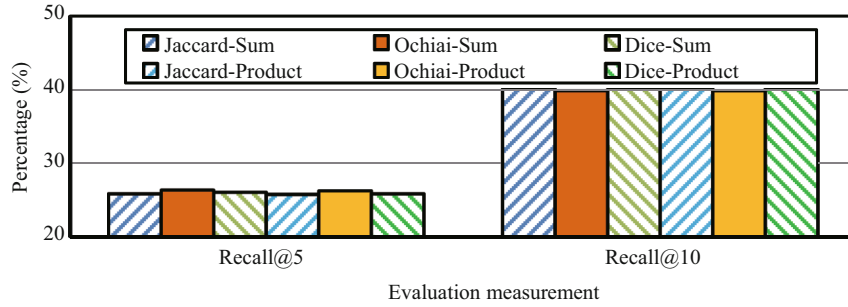 50
Jaccard-Sum Ochiai-Sum Dice-Sum
Jaccard-Product Ochiai-Product Dice-Product
40
30
20
Percentage (%)
Recall@5 Recall@10
Evaluation measurement